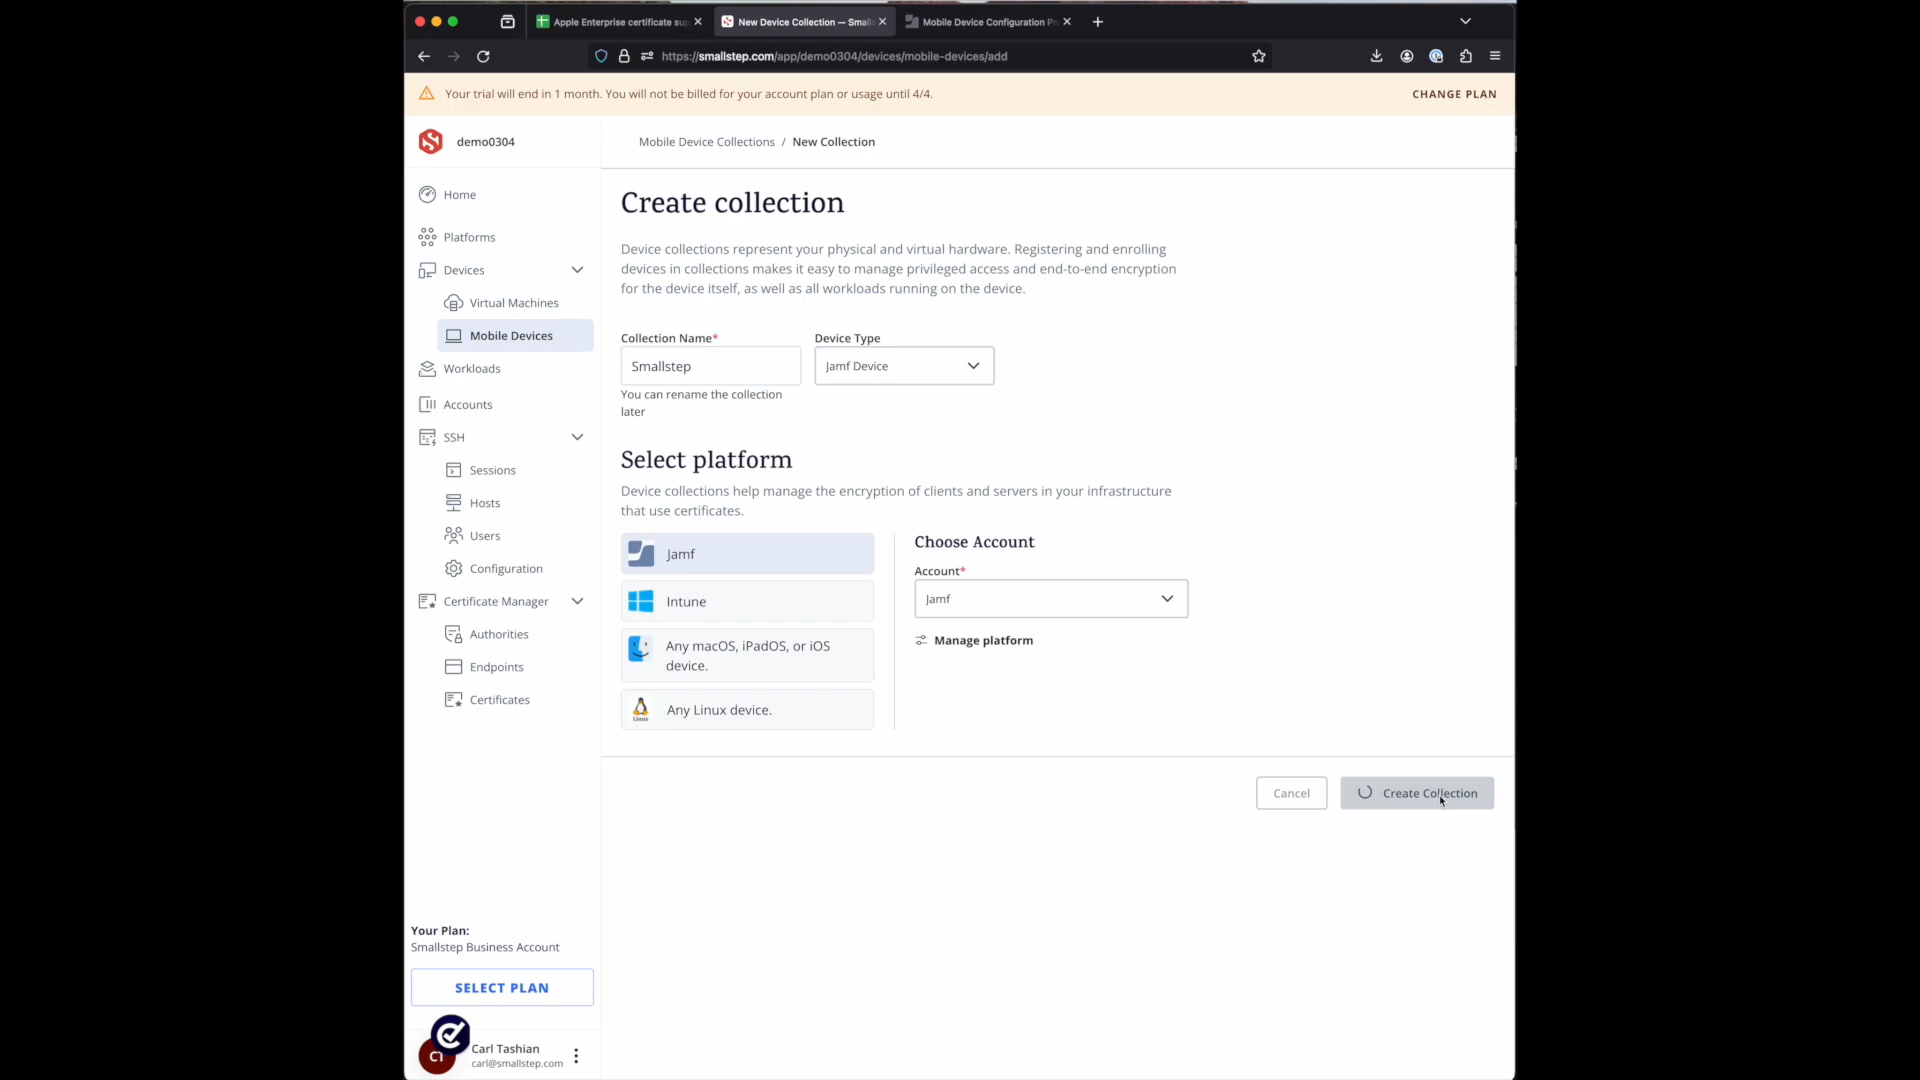 Apple Enterprise certificate sup
New Device Collection — Smalls
Mobile Device Configuration Pr
https://smallstep.com/app/demo0304/devices/mobile-devices/add
Your trial will end in 1 month. You will not be billed for your account plan or usage until 4/4.
CHANGE PLAN
demo0304
Mobile Device Collections / New Collection
Home
Platforms
Devices
Virtual Machines
Mobile Devices
Workloads
Accounts
SSH
Sessions
Hosts
Users
Configuration
Certificate Manager
Authorities
Endpoints
Certificates
Create collection
Device collections represent your physical and virtual hardware. Registering and enrolling
devices in collections makes it easy to manage privileged access and end-to-end encryption
for the device itself, as well as all workloads running on the device.
Collection Name*
Device Type
Smallstep
Jamf Device
You can rename the collection
later
Select platform
Device collections help manage the encryption of clients and servers in your infrastructure
that use certificates.
Jamf
Intune
Any macOS, iPadOS, or iOS
device.
Linux
Any Linux device.
Choose Account
Account*
Jamf
Manage platform
Cancel
Create Collection
Your Plan:
Smallstep Business Account
SELECT PLAN
CT
Carl Tashian
carl@smallstep.com